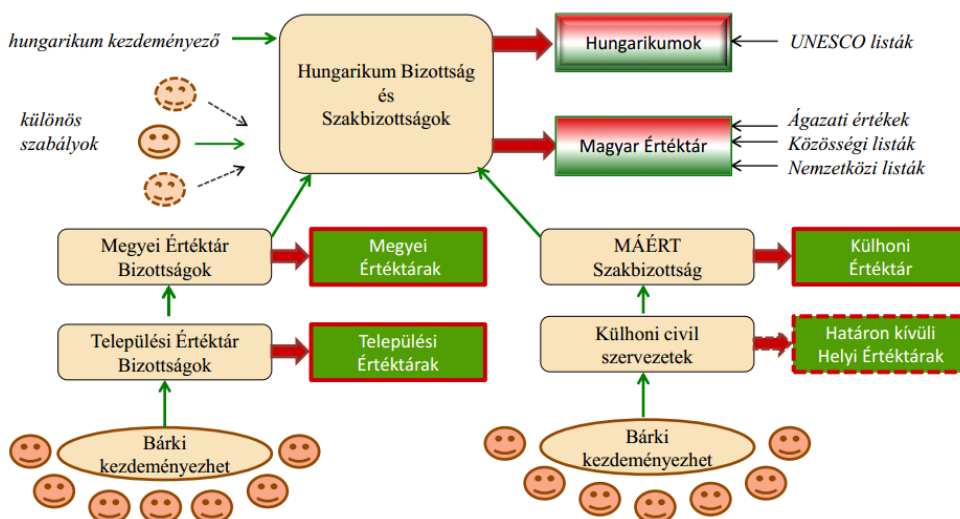 hungarikum kezdeményező
Hungarikum Bizottság
és
Szakbizottságok
Hungarikumok
UNESCO listák
különös
szabályok
Magyar Értéktár
Ágazati értékek
Közösségi listák
Nemzetközi listák
Megyei Értéktár
Bizottságok
Megyei
Értéktárak
MÁÉRT
Szakbizottság
Külhoni
Értéktár
Települési Értéktár
Bizottságok
Települési
Értéktárak
Külhoni civil
szervezetek
Határon kívüli
Helyi Értéktárak
Bárki
kezdeményezhet
Bárki
kezdeményezhet